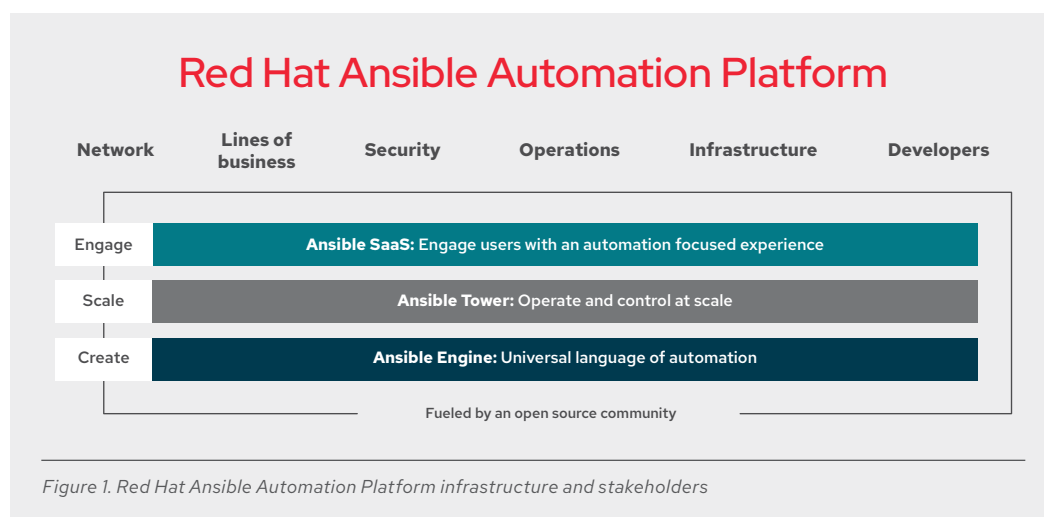 Red Hat Ansible Automation Platform
Network
Lines of
business
Security
Operations
Infrastructure
Developers
Engage
Ansible SaaS: Engage users with an automation focused experience
Scale
Ansible Tower: Operate and control at scale
Create
Ansible Engine: Universal language of automation
Fueled by an open source community
Figure 1. Red Hat Ansible Automation Platform infrastructure and stakeholders